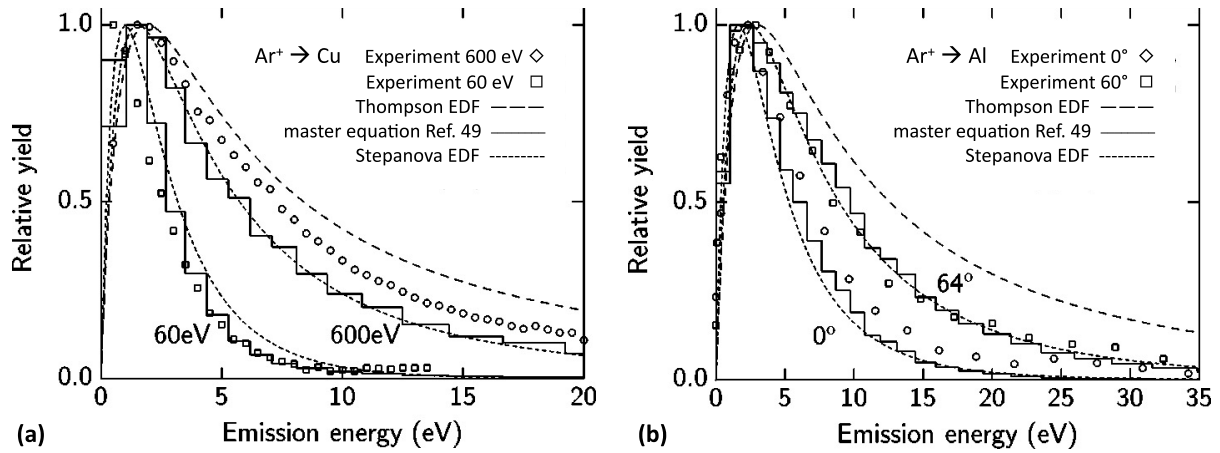 Ar⁺ → Cu
Experiment 600 eV
Experiment 60 eV
Thompson EDF
master equation Ref. 49
Stepanova EDF
60eV
600eV
Relative yield
1.0
0.5
0.0
0
5
10
15
20
Emission energy (eV)
(a)
Ar⁺ → Al
Experiment 0°
Experiment 60°
Thompson EDF
master equation Ref. 49
Stepanova EDF
64°
0°
Relative yield
1.0
0.5
0.0
0
5
10
15
20
25
30
35
Emission energy (eV)
(b)